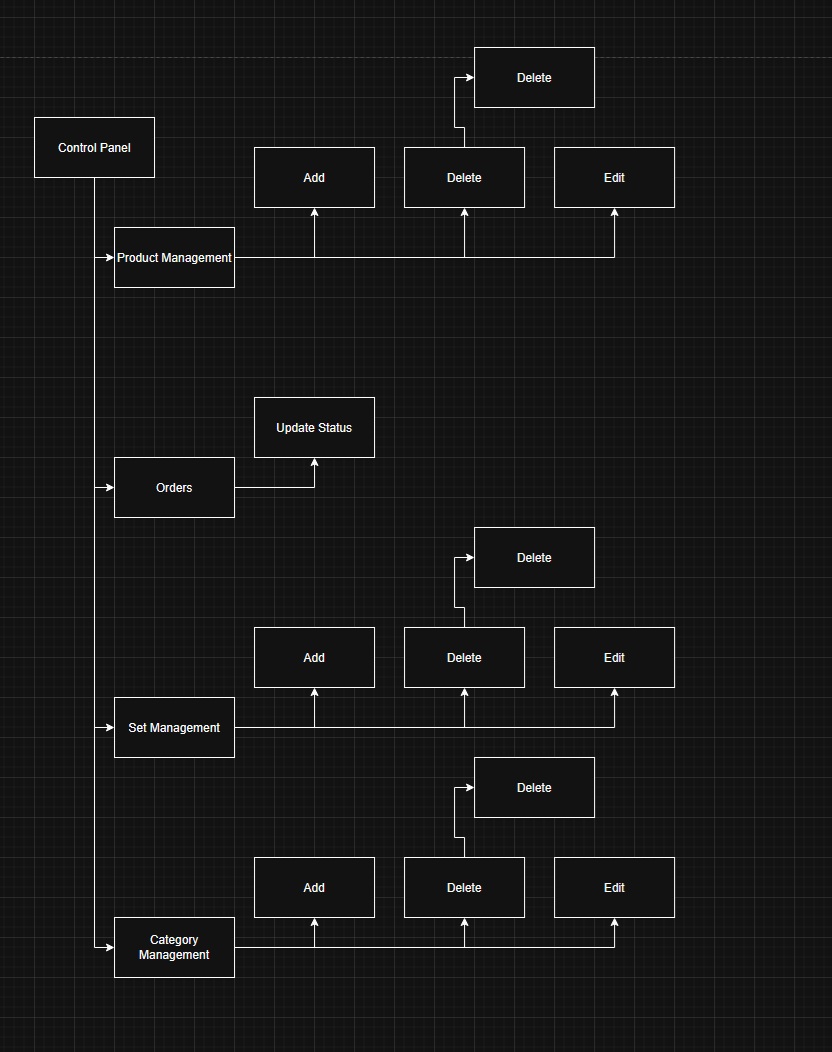 Delete
Control Panel
Add
Delete
Edit
Product Management
Update Status
Orders
Delete
Add
Delete
Edit
Set Management
Delete
Add
Delete
Edit
Category
Management